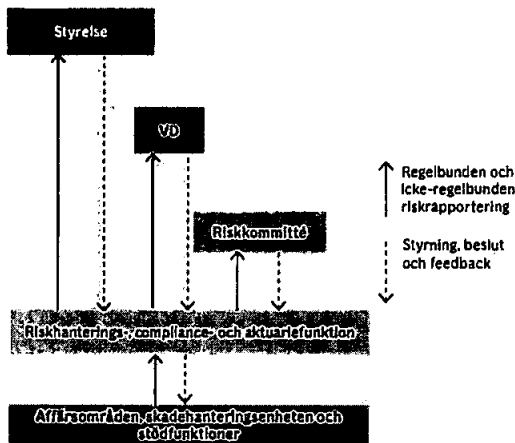 Styrelse
VD
Regelbunden och
icke-regelbunden
riskrapportering
Riskkommitté
Styrning, beslut
och feedback
Riskhanterings-, compliance- och aktuariefunktion
Affärsområden, skadehanteringsenheten och
stödfunktioner